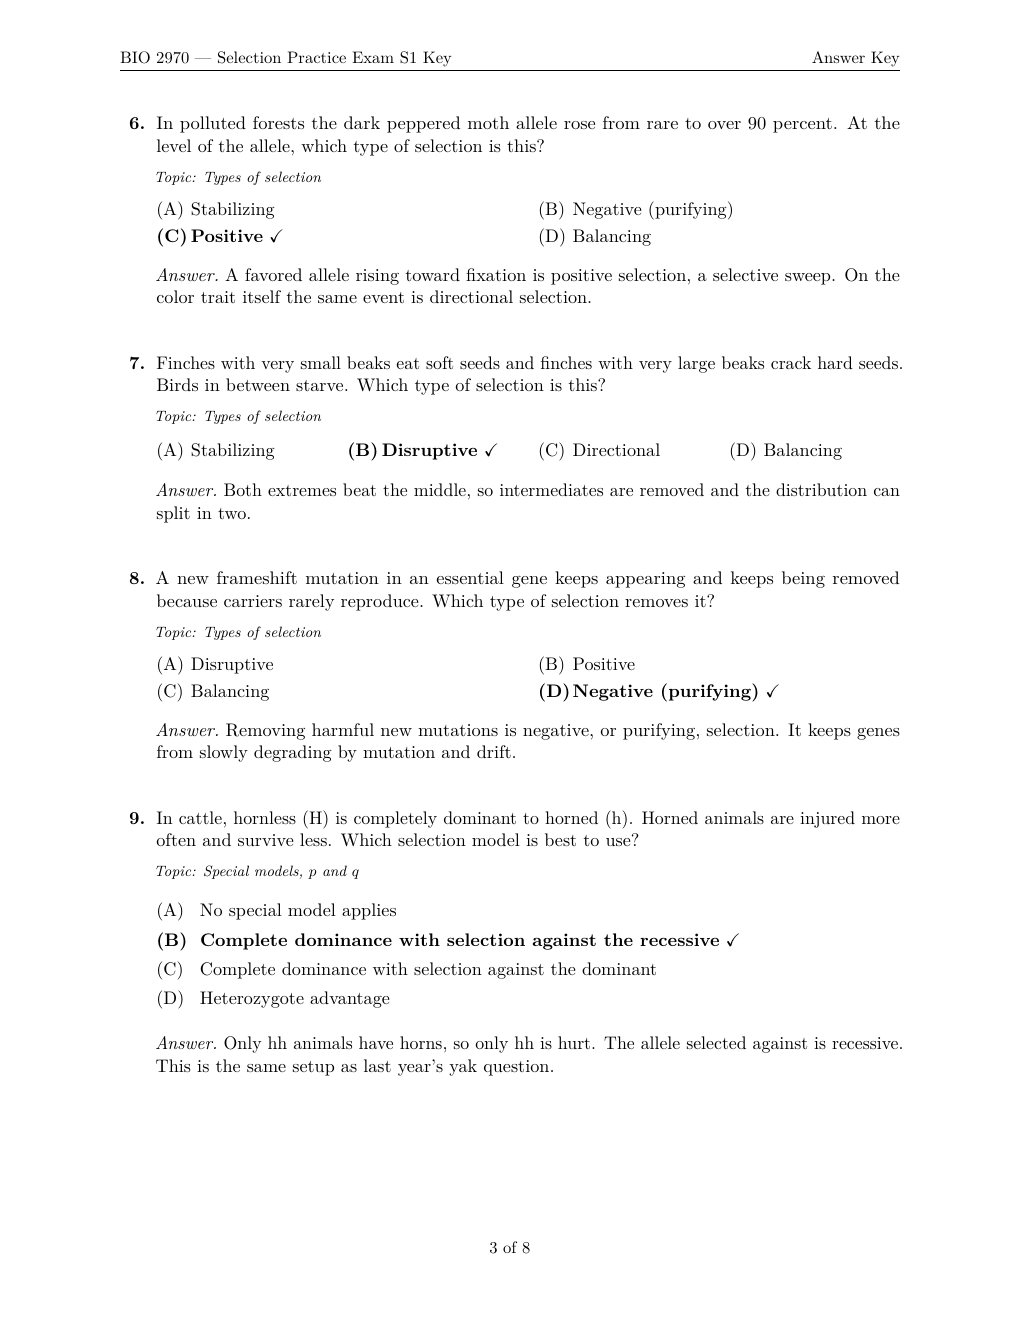 BIO 2970 — Selection Practice Exam S1 Key Answer Key
6. In polluted forests the dark peppered moth allele rose from rare to over 90 percent. At the
level of the allele, which type of selection is this?
Topic: Types of selection
(A) Stabilizing (B) Negative (purifying)
(C) Positive ✓ (D) Balancing
Answer. A favored allele rising toward fixation is positive selection, a selective sweep. On the
color trait itself the same event is directional selection.
7. Finches with very small beaks eat soft seeds and finches with very large beaks crack hard seeds.
Birds in between starve. Which type of selection is this?
Topic: Types of selection
(A) Stabilizing (B) Disruptive ✓ (C) Directional (D) Balancing
Answer. Both extremes beat the middle, so intermediates are removed and the distribution can
split in two.
8. A new frameshift mutation in an essential gene keeps appearing and keeps being removed
because carriers rarely reproduce. Which type of selection removes it?
Topic: Types of selection
(A) Disruptive (B) Positive
(C) Balancing (D) Negative (purifying) ✓
Answer. Removing harmful new mutations is negative, or purifying, selection. It keeps genes
from slowly degrading by mutation and drift.
9. In cattle, hornless (H) is completely dominant to horned (h). Horned animals are injured more
often and survive less. Which selection model is best to use?
Topic: Special models, p and q
(A) No special model applies
(B) Complete dominance with selection against the recessive ✓
(C) Complete dominance with selection against the dominant
(D) Heterozygote advantage
Answer. Only hh animals have horns, so only hh is hurt. The allele selected against is recessive.
This is the same setup as last year's yak question.
3 of 8